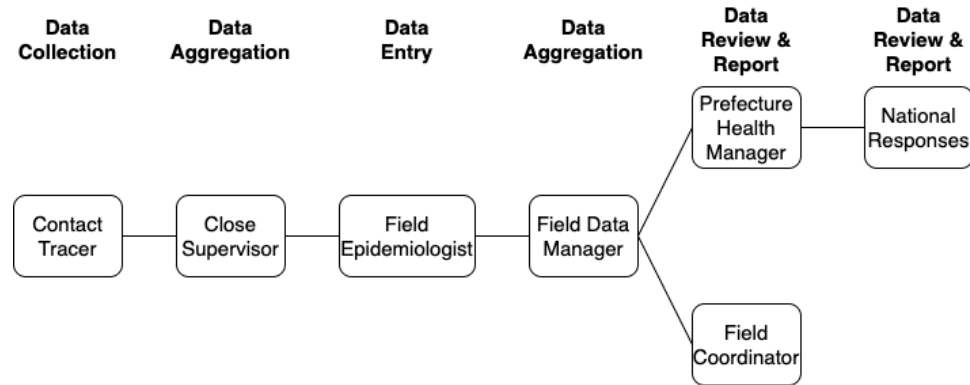 Data
Collection
Data
Aggregation
Data
Entry
Data
Aggregation
Data
Review &
Report
Data
Review &
Report
Prefecture
Health
Manager
National
Responses
Contact
Tracer
Close
Supervisor
Field
Epidemiologist
Field Data
Manager
Field
Coordinator